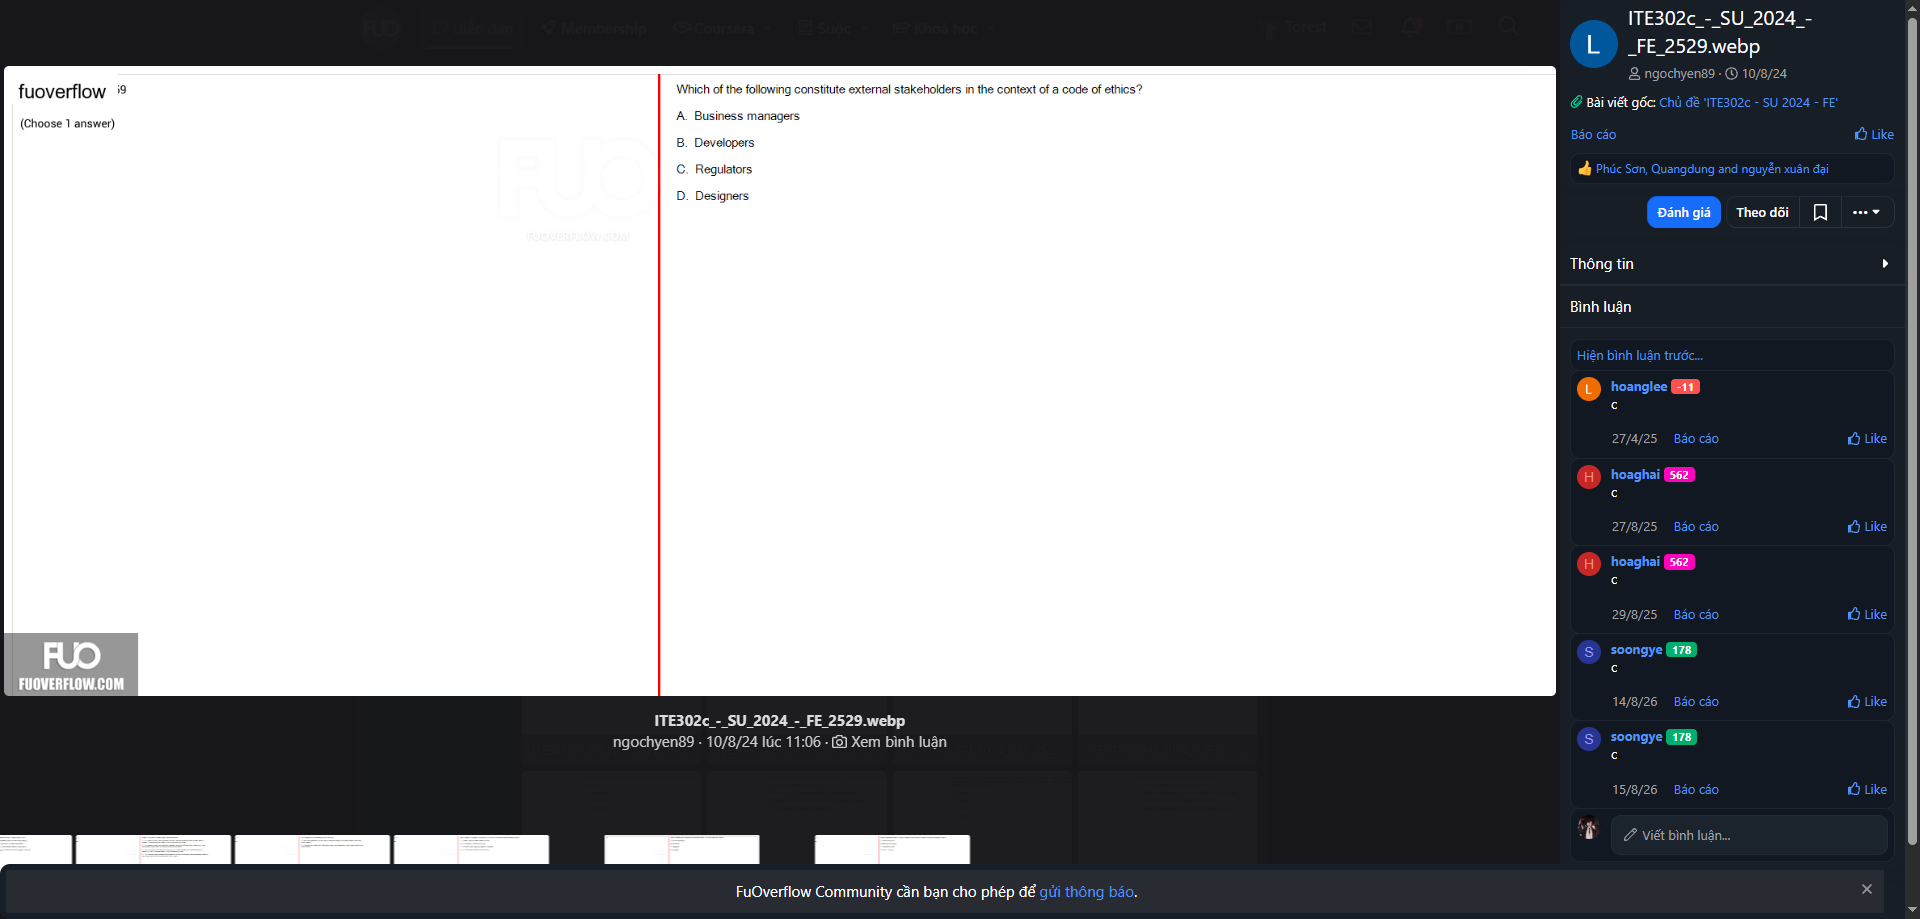 Membership
Coursera
Torest
fuoverflow
(Choose 1 answer)
FUO
FUOVERFLOW.COM
Which of the following constitute external stakeholders in the context of a code of ethics?
A. Business managers
B. Developers
C. Regulators
D. Designers
FUO
FUOVERFLOW.COM
ITE302c_-_SU_2024_-_FE_2529.webp
ngochyen89 · 10/8/24 lúc 11:06 · Xem bình luận
L
ITE302c_-_SU_2024_-
_FE_2529.webp
ngochyen89 · 10/8/24
Bài viết gốc: Chủ đề 'ITE302c - SU 2024 - FE'
Báo cáo
Like
Phúc Sơn, Quangdung and nguyễn xuân đại
Đánh giá
Theo dõi
Thông tin
Bình luận
Hiện bình luận trước...
L
hoanglee -11
c
27/4/25 Báo cáo Like
H
hoaghai 562
c
27/8/25 Báo cáo Like
H
hoaghai 562
c
29/8/25 Báo cáo Like
S
soongye 178
c
14/8/26 Báo cáo Like
S
soongye 178
c
15/8/26 Báo cáo Like
Viết bình luận...
FuOverflow Community cần bạn cho phép để gửi thông báo.